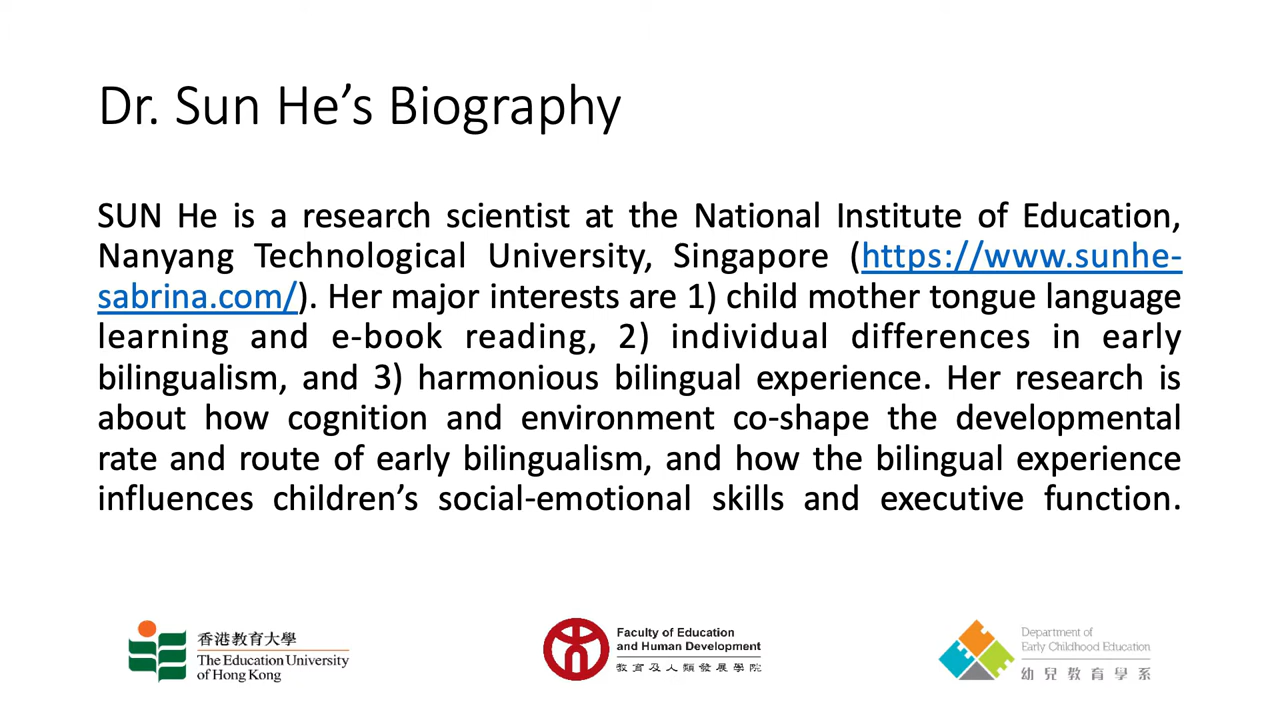 Dr. Sun He’s Biography
SUN He is a research scientist at the National Institute of Education,
Nanyang Technological University, Singapore (https://www.sunhe-
sabrina.com/). Her major interests are 1) child mother tongue language
learning and e-book reading, 2) individual differences in early
bilingualism, and 3) harmonious bilingual experience. Her research is
about how cognition and environment co-shape the developmental
rate and route of early bilingualism, and how the bilingual experience
influences children’s social-emotional skills and executive function.
香港教育大學
The Education University
of Hong Kong
Faculty of Education
and Human Development
教育及人類發展學院
Department of
Early Childhood Education
幼兒教育學系